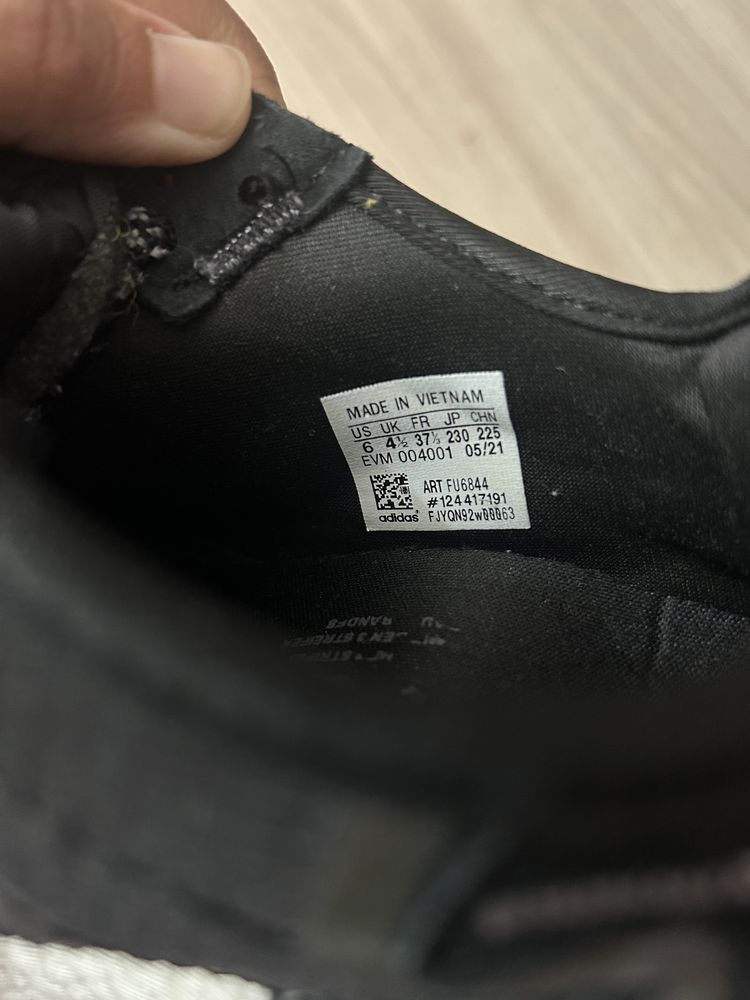 MADE IN VIETNAM
US UK FR JP CHN
6 4½ 37⅓ 230 225
EVM 004001 05/21
ART FU6844
#124417191
adidas